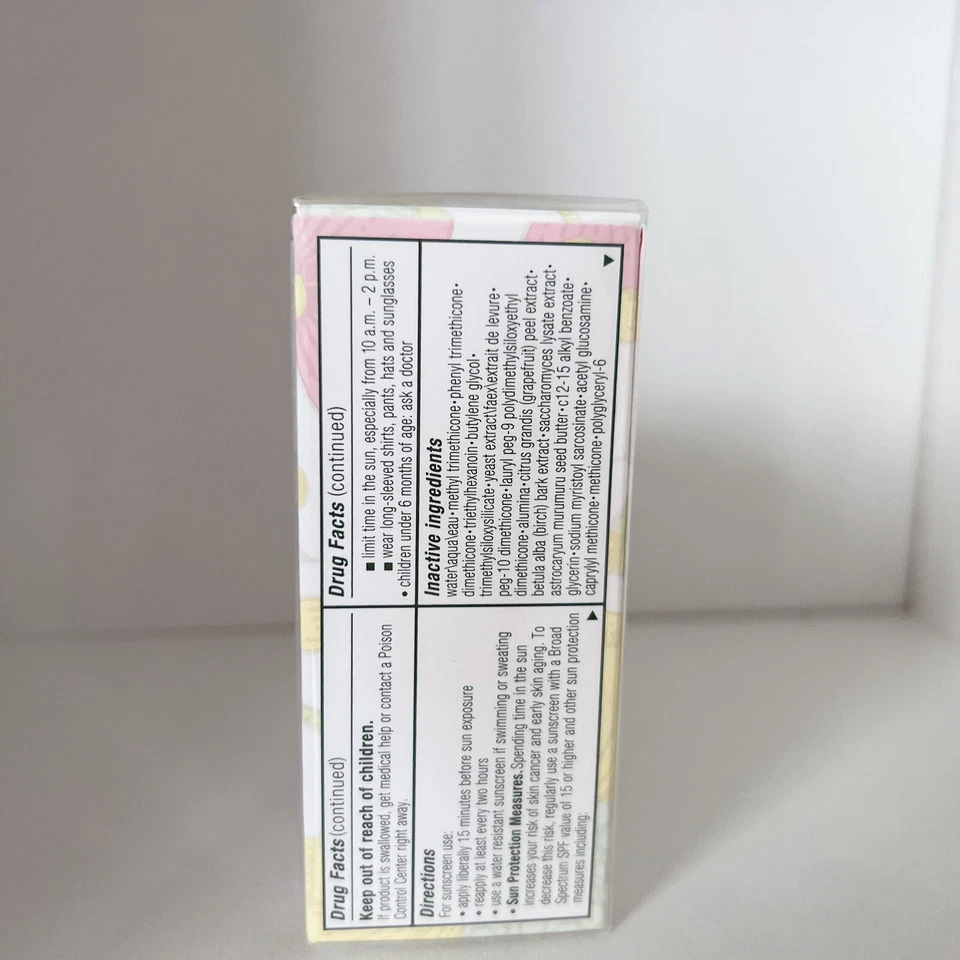 Drug Facts (continued)
Keep out of reach of children.
If product is swallowed, get medical help or contact a Poison
Control Center right away.
Directions
For sunscreen use:
• apply liberally 15 minutes before sun exposure
• reapply at least every two hours
• use a water resistant sunscreen if swimming or sweating
• Sun Protection Measures.Spending time in the sun
increases your risk of skin cancer and early skin aging. To
decrease this risk, regularly use a sunscreen with a Broad
Spectrum SPF value of 15 or higher and other sun protection
measures including:
Drug Facts (continued)
■ limit time in the sun, especially from 10 a.m. – 2 p.m.
■ wear long-sleeved shirts, pants, hats and sunglasses
• children under 6 months of age: ask a doctor
Inactive ingredients
water\aqua\eau•methyl trimethicone•phenyl trimethicone•
dimethicone•triethylhexanoin•butylene glycol•
trimethylsiloxysilicate•yeast extract\faex\extrait de levure•
peg-10 dimethicone•lauryl peg-9 polydimethylsiloxyethyl
dimethicone•alumina•citrus grandis (grapefruit) peel extract•
betula alba (birch) bark extract•saccharomyces lysate extract•
astrocaryum murumuru seed butter•c12-15 alkyl benzoate•
glycerin•sodium myristoyl sarcosinate•acetyl glucosamine•
caprylyl methicone•methicone•polyglyceryl-6